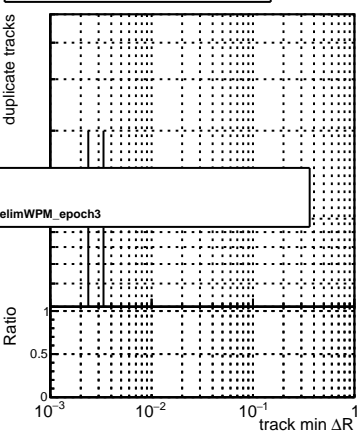 duplicate tracks
elimWPM_epoch3
Ratio
1
0.5
0
10⁻³ 10⁻² 10⁻¹ 1
track min ΔR